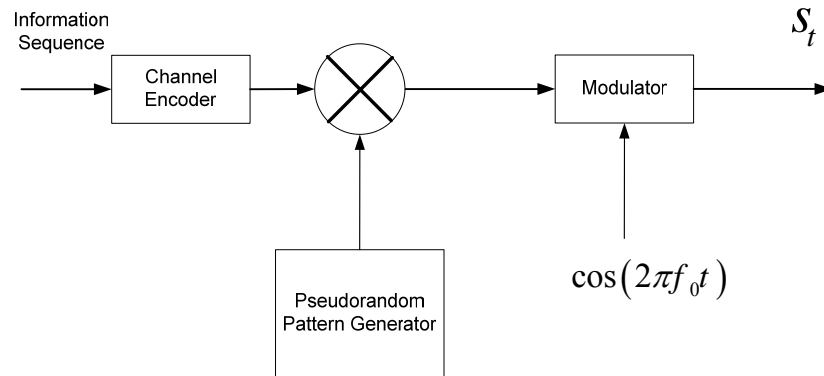 Information
Sequence
Channel
Encoder
Modulator
S_t
Pseudorandom
Pattern Generator
cos(2πf_0t)